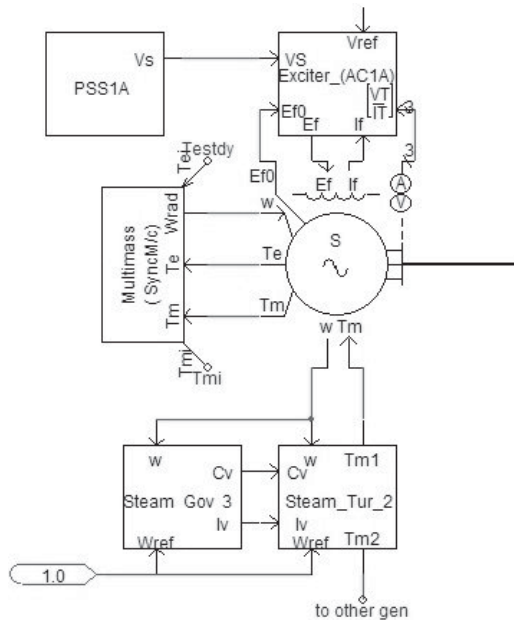 Vs
PSS1A
Vref
VS
Exciter_(AC1A)
Ef0
VT
IT
3
Ef
If
3
Tei
Testdy
Ef0
Ef
If
A
V
Multimass
(SyncM/c)
Wrad
w
S
Te
Te
Tm
Tm
Tmi
Tmi
w Tm
w
w
Tm1
Cv
Cv
Steam Gov 3
Steam_Tur_2
Iv
Iv
Wref
Wref
Tm2
1.0
to other gen